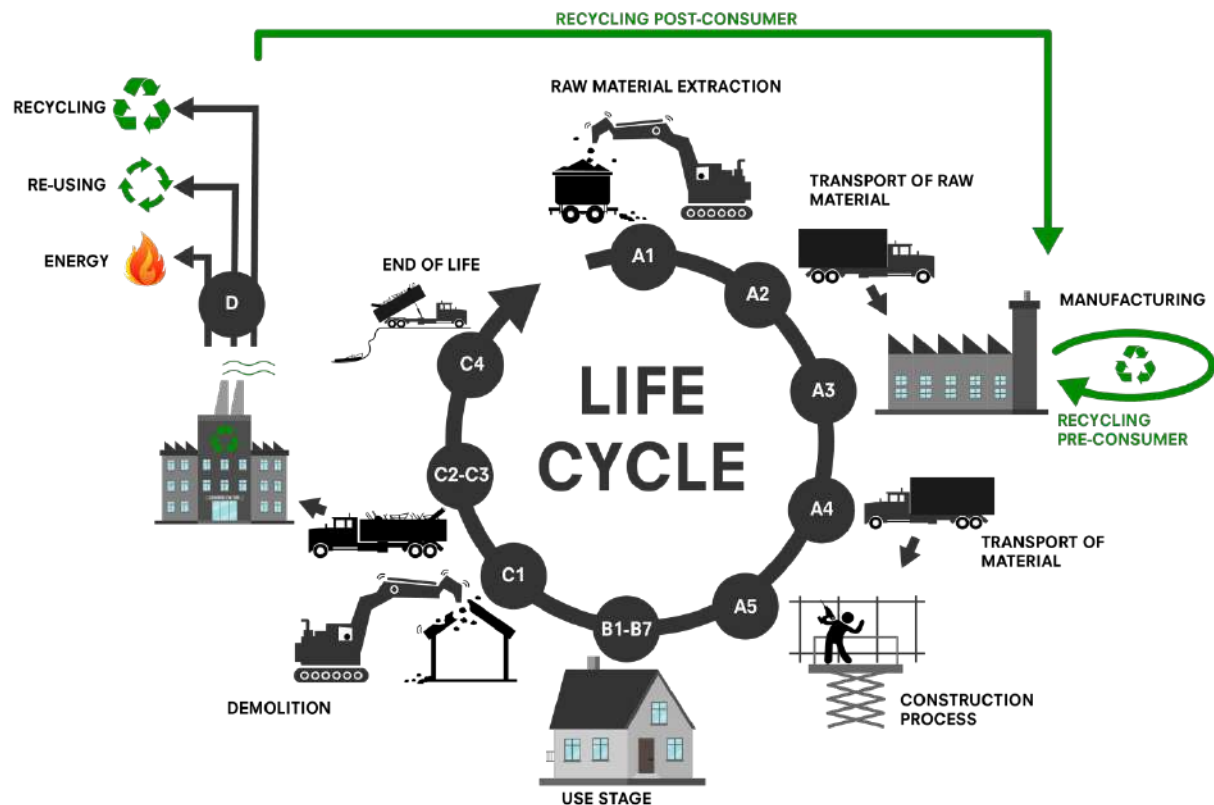 RECYCLING POST-CONSUMER
RAW MATERIAL EXTRACTION
RECYCLING
TRANSPORT OF RAW
MATERIAL
RE-USING
ENERGY
END OF LIFE
A1
A2
D
MANUFACTURING
C4
LIFE
CYCLE
A3
RECYCLING
PRE-CONSUMER
C2-C3
A4
TRANSPORT OF
MATERIAL
C1
A5
B1-B7
DEMOLITION
CONSTRUCTION
PROCESS
USE STAGE